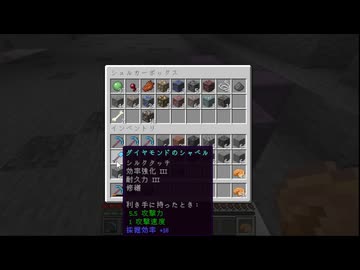 シュルカーボックス
インベントリ
ダイヤモンドのシャベル
シルクタッチ
効率強化 III
耐久力 III
修繕
利き手に持ったとき：
5.5 攻撃力
1 攻撃速度
採掘効率 +10